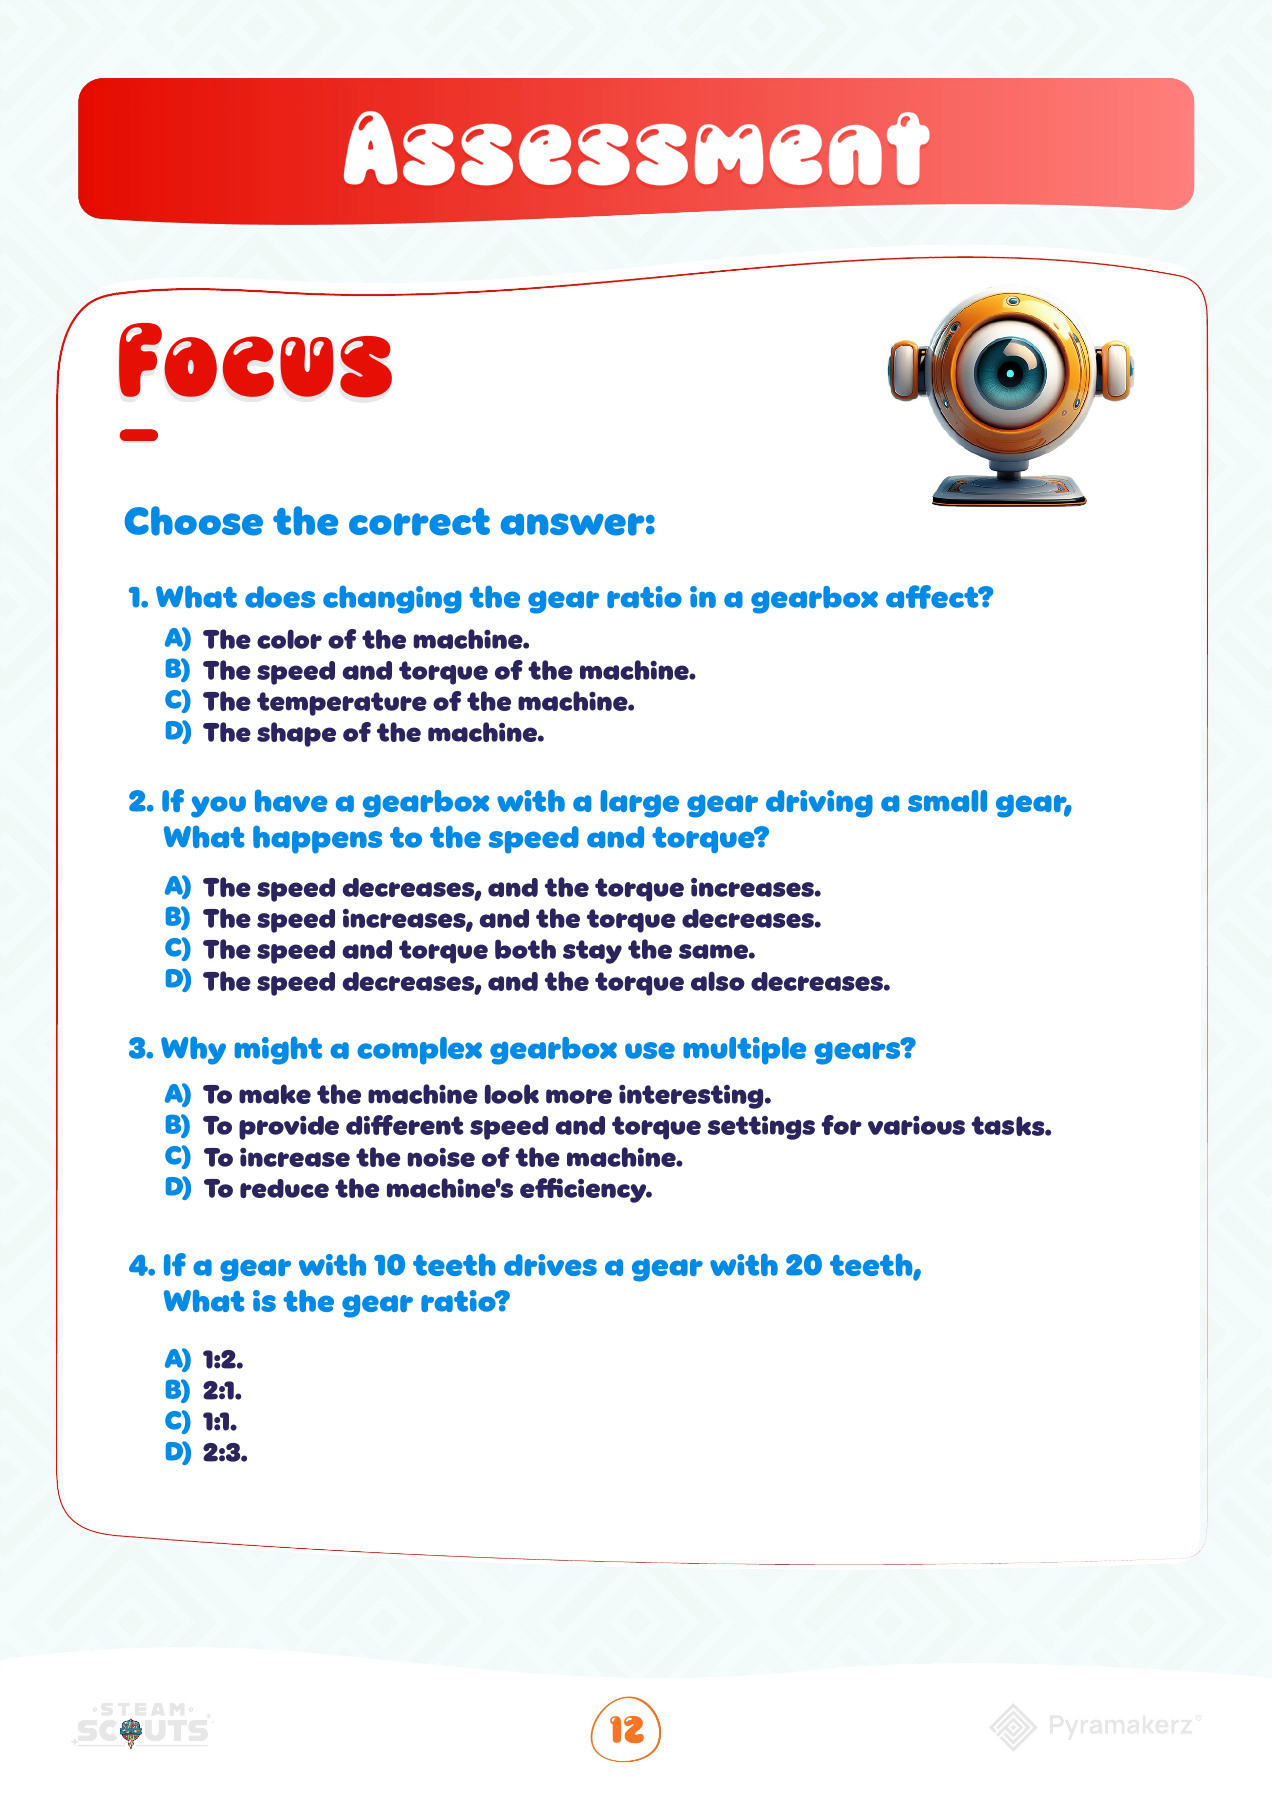 Assessment
Focus
Choose the correct answer:
1. What does changing the gear ratio in a gearbox affect?
A) The color of the machine.
B) The speed and torque of the machine.
C) The temperature of the machine.
D) The shape of the machine.
2. If you have a gearbox with a large gear driving a small gear,
What happens to the speed and torque?
A) The speed decreases, and the torque increases.
B) The speed increases, and the torque decreases.
C) The speed and torque both stay the same.
D) The speed decreases, and the torque also decreases.
3. Why might a complex gearbox use multiple gears?
A) To make the machine look more interesting.
B) To provide different speed and torque settings for various tasks.
C) To increase the noise of the machine.
D) To reduce the machine's efficiency.
4. If a gear with 10 teeth drives a gear with 20 teeth,
What is the gear ratio?
A) 1:2.
B) 2:1.
C) 1:1.
D) 2:3.
STEAM
SCOUTS
12
Pyramakerz